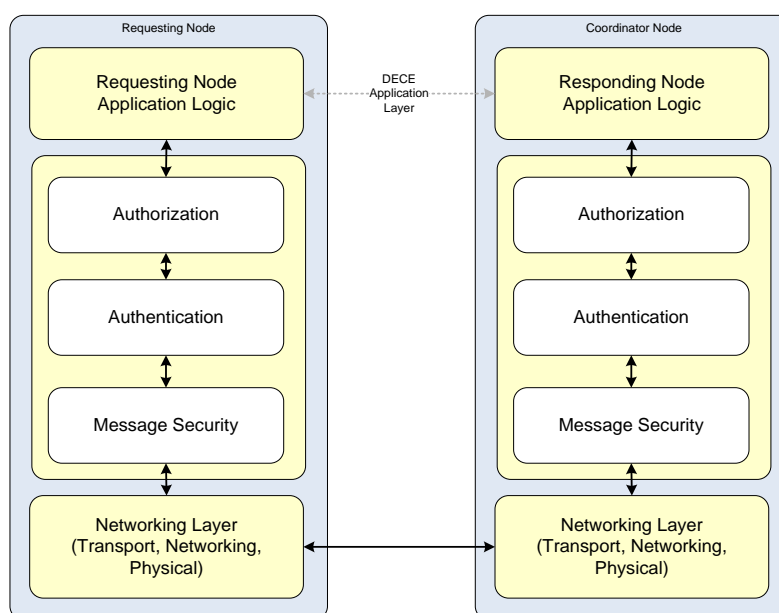 Requesting Node
Requesting Node
Application Logic
Authorization
Authentication
Message Security
Networking Layer
(Transport, Networking,
Physical)
DECE
Application
Layer
Coordinator Node
Responding Node
Application Logic
Authorization
Authentication
Message Security
Networking Layer
(Transport, Networking,
Physical)